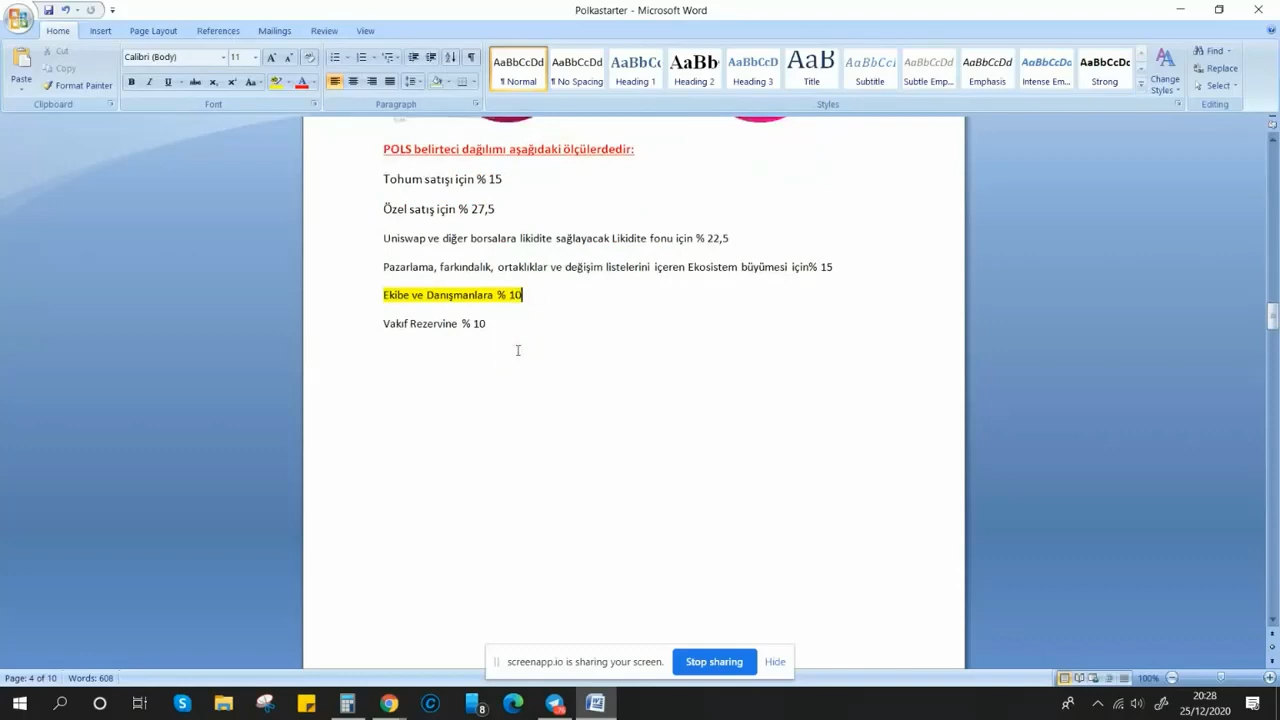 Polkastarter - Microsoft Word
Home Insert Page Layout References Mailings Review View
Paste
Cut
Copy
Format Painter
Clipboard
Calibri (Body) 11
Font
Paragraph
AaBbCcDd AaBbCcDd AaBbCc AaBbCc AaBbCcD AaB AaBbCcI AaBbCcDd AaBbCcDd AaBbCcDd AaBbCcDc
¶ Normal ¶ No Spacing Heading 1 Heading 2 Heading 3 Title Subtitle Subtle Emp... Emphasis Intense Em... Strong
Change Styles
Styles
Find
Replace
Select
Editing
POLS belirteci dağılımı aşağıdaki ölçülerdedir:
Tohum satışı için % 15
Özel satış için % 27,5
Uniswap ve diğer borsalara likidite sağlayacak Likidite fonu için % 22,5
Pazarlama, farkındalık, ortaklıklar ve değişim listelerini içeren Ekosistem büyümesi için% 15
Ekibe ve Danışmanlara % 10
Vakıf Rezervine % 10
screenapp.io is sharing your screen. Stop sharing Hide
Page: 4 of 10 Words: 608 100%
20:28
25/12/2020